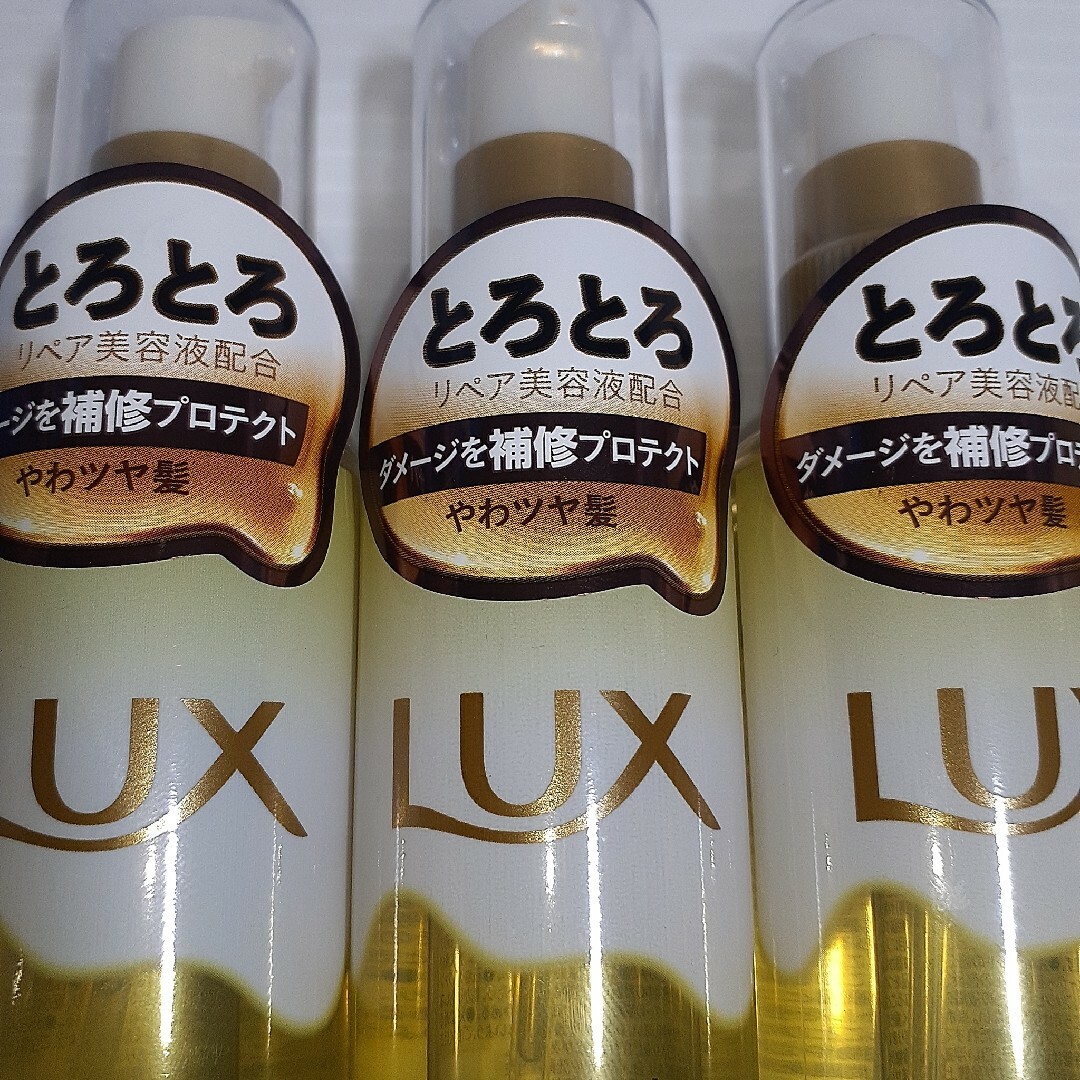 とろとろ
リペア美容液配合
ージを補修プロテクト
やわツヤ髪
LUX
とろとろ
リペア美容液配合
ダメージを補修プロテクト
やわツヤ髪
LUX
とろと
リペア美容液配
ダメージを補修プロ
やわツヤ髪
LUX